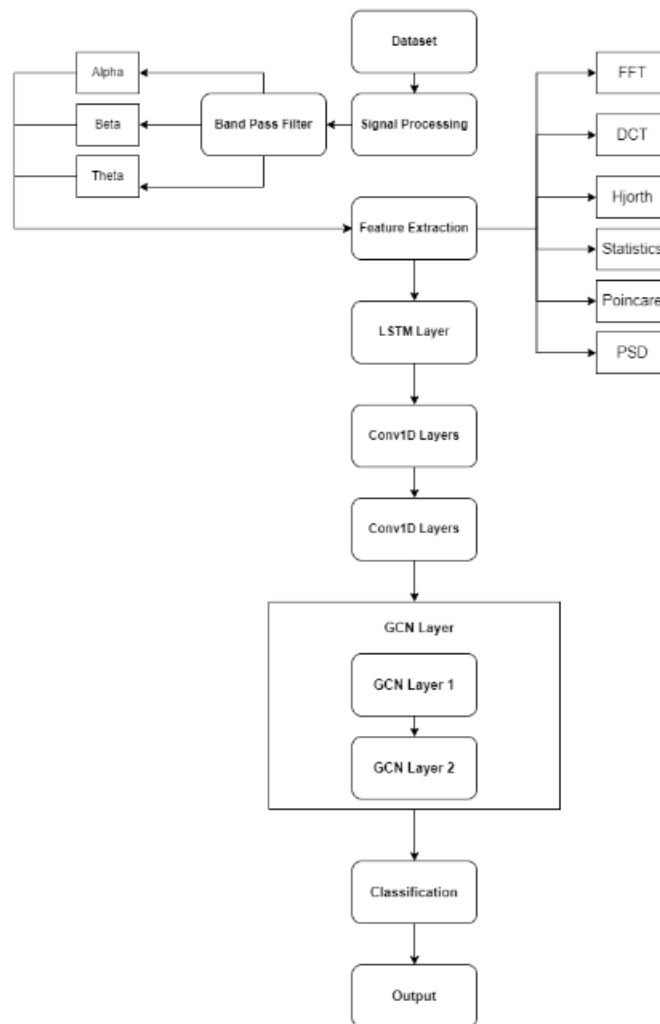 Dataset
Alpha
FFT
Beta
Band Pass Filter
Signal Processing
DCT
Theta
Hjorth
Feature Extraction
Statistics
Poincare
LSTM Layer
PSD
Conv1D Layers
Conv1D Layers
GCN Layer
GCN Layer 1
GCN Layer 2
Classification
Output